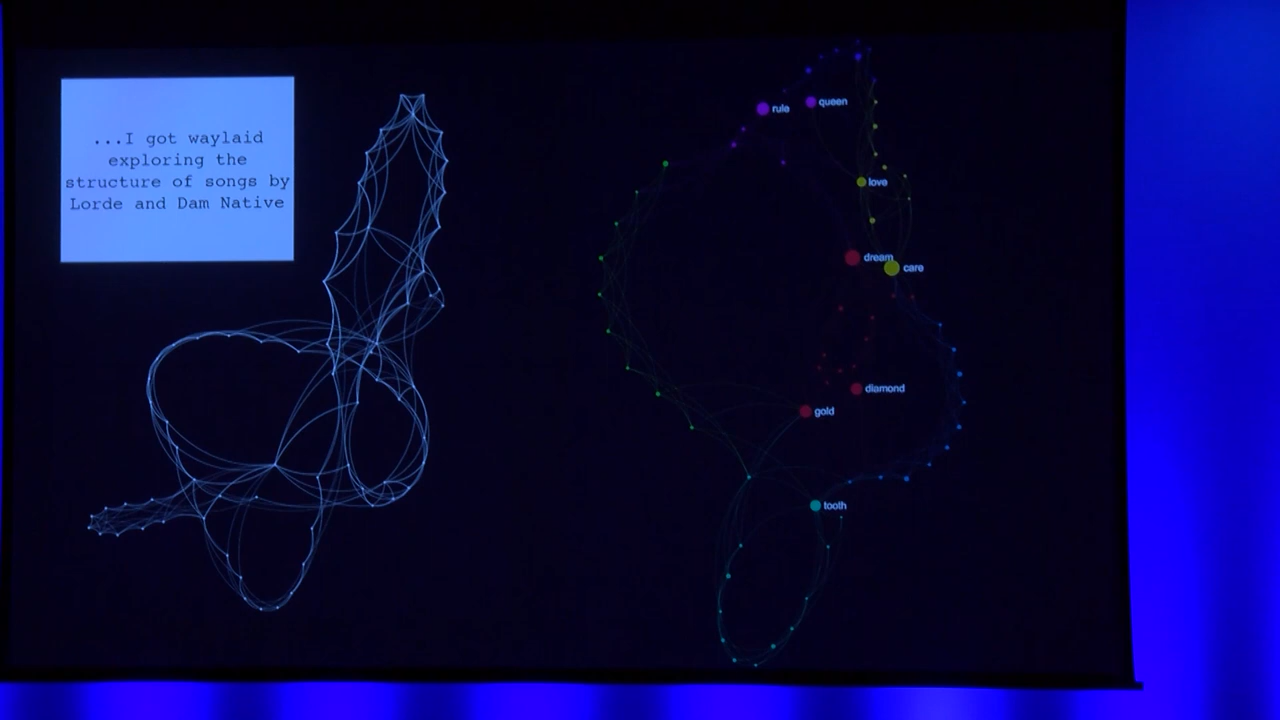 ...I got waylaid
exploring the
structure of songs by
Lorde and Dam Native
rule
queen
love
dream
care
diamond
gold
tooth